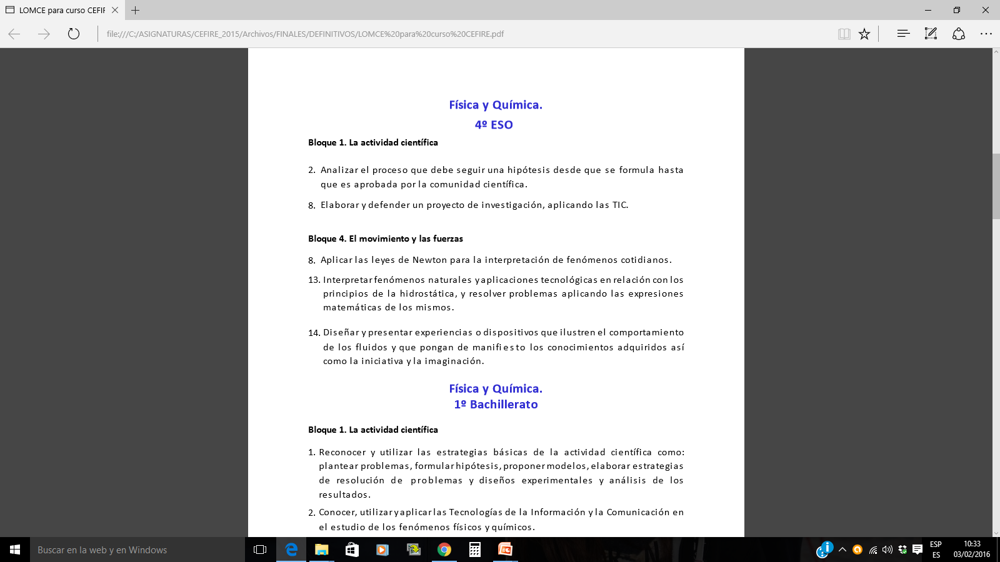 LOMCE para curso CEFIR
file:///C:/ASIGNATURAS/CEFIRE_2015/Archivos/FINALES/DEFINITIVOS/LOMCE%20para%20curso%20CEFIRE.pdf
Física y Química.
4º ESO
Bloque 1. La actividad científica
2. Analizar el proceso que debe seguir una hipótesis desde que se formula hasta
que es aprobada por la comunidad científica.
8. Elaborar y defender un proyecto de investigación, aplicando las TIC.
Bloque 4. El movimiento y las fuerzas
8. Aplicar las leyes de Newton para la interpretación de fenómenos cotidianos.
13. Interpretar fenómenos naturales y aplicaciones tecnológicas en relación con los
principios de la hidrostática, y resolver problemas aplicando las expresiones
matemáticas de los mismos.
14. Diseñar y presentar experiencias o dispositivos que ilustren el comportamiento
de los fluidos y que pongan de manifiesto los conocimientos adquiridos así
como la iniciativa y la imaginación.
Física y Química.
1º Bachillerato
Bloque 1. La actividad científica
1. Reconocer y utilizar las estrategias básicas de la actividad científica como:
plantear problemas, formular hipótesis, proponer modelos, elaborar estrategias
de resolución de problemas y diseños experimentales y análisis de los
resultados.
2. Conocer, utilizar y aplicar las Tecnologías de la Información y la Comunicación en
el estudio de los fenómenos físicos y químicos.
Buscar en la web y en Windows
ESP
ES
10:33
03/02/2016